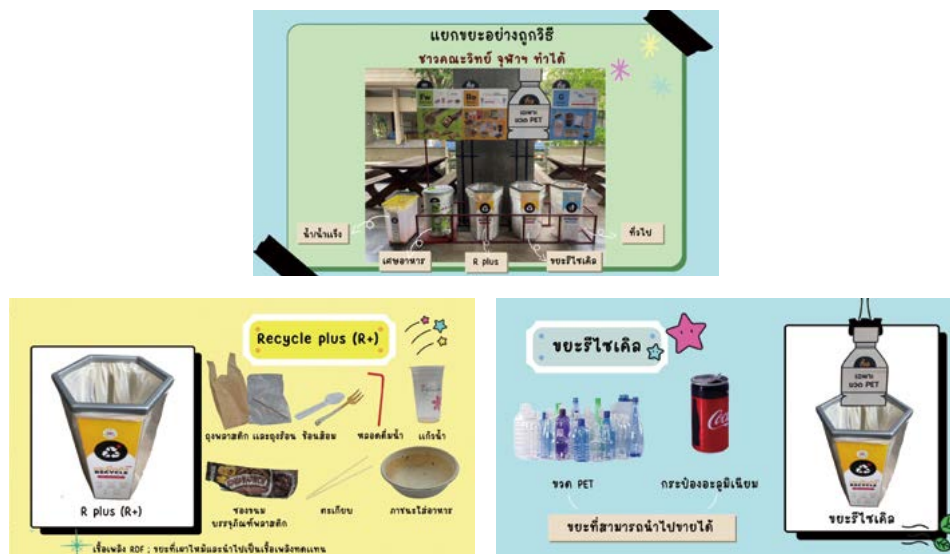 แยกขยะอย่างถูกวิธี
ชาวคณะวิทย์ จุฬาฯ ทำได้
เฉพาะ
ขวด PET
น้ำ/น้ำแข็ง
เศษอาหาร
R plus
ขยะรีไซเคิล
ทั่วไป
Recycle plus (R+)
ถุงพลาสติก และถุงร้อน
ช้อนส้อม
หลอดดื่มน้ำ
แก้วน้ำ
ซองขนม
บรรจุภัณฑ์พลาสติก
ตะเกียบ
ภาชนะใส่อาหาร
RECYCLE
R plus (R+)
เชื้อเพลิง RDF ; ขยะที่เผาไหม้และนำไปเป็นเชื้อเพลิงทดแทน
ขยะรีไซเคิล
ขวด PET
กระป๋องอะลูมิเนียม
ขยะที่สามารถนำไปขายได้
เฉพาะ
ขวด PET
RECYCLE
ขยะรีไซเคิล